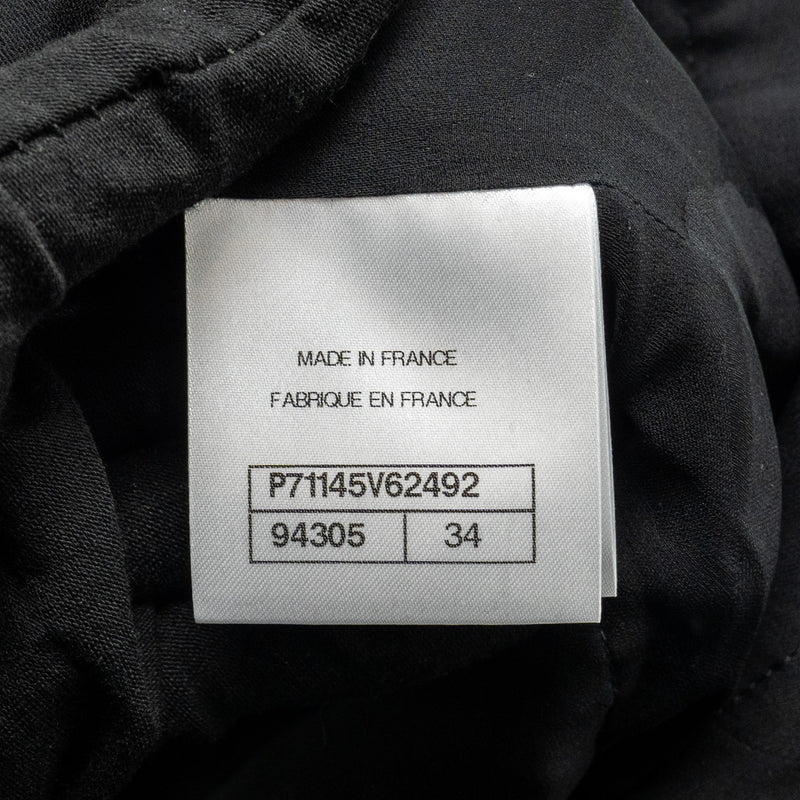 MADE IN FRANCE
FABRIQUE EN FRANCE
P71145V62492
94305 34